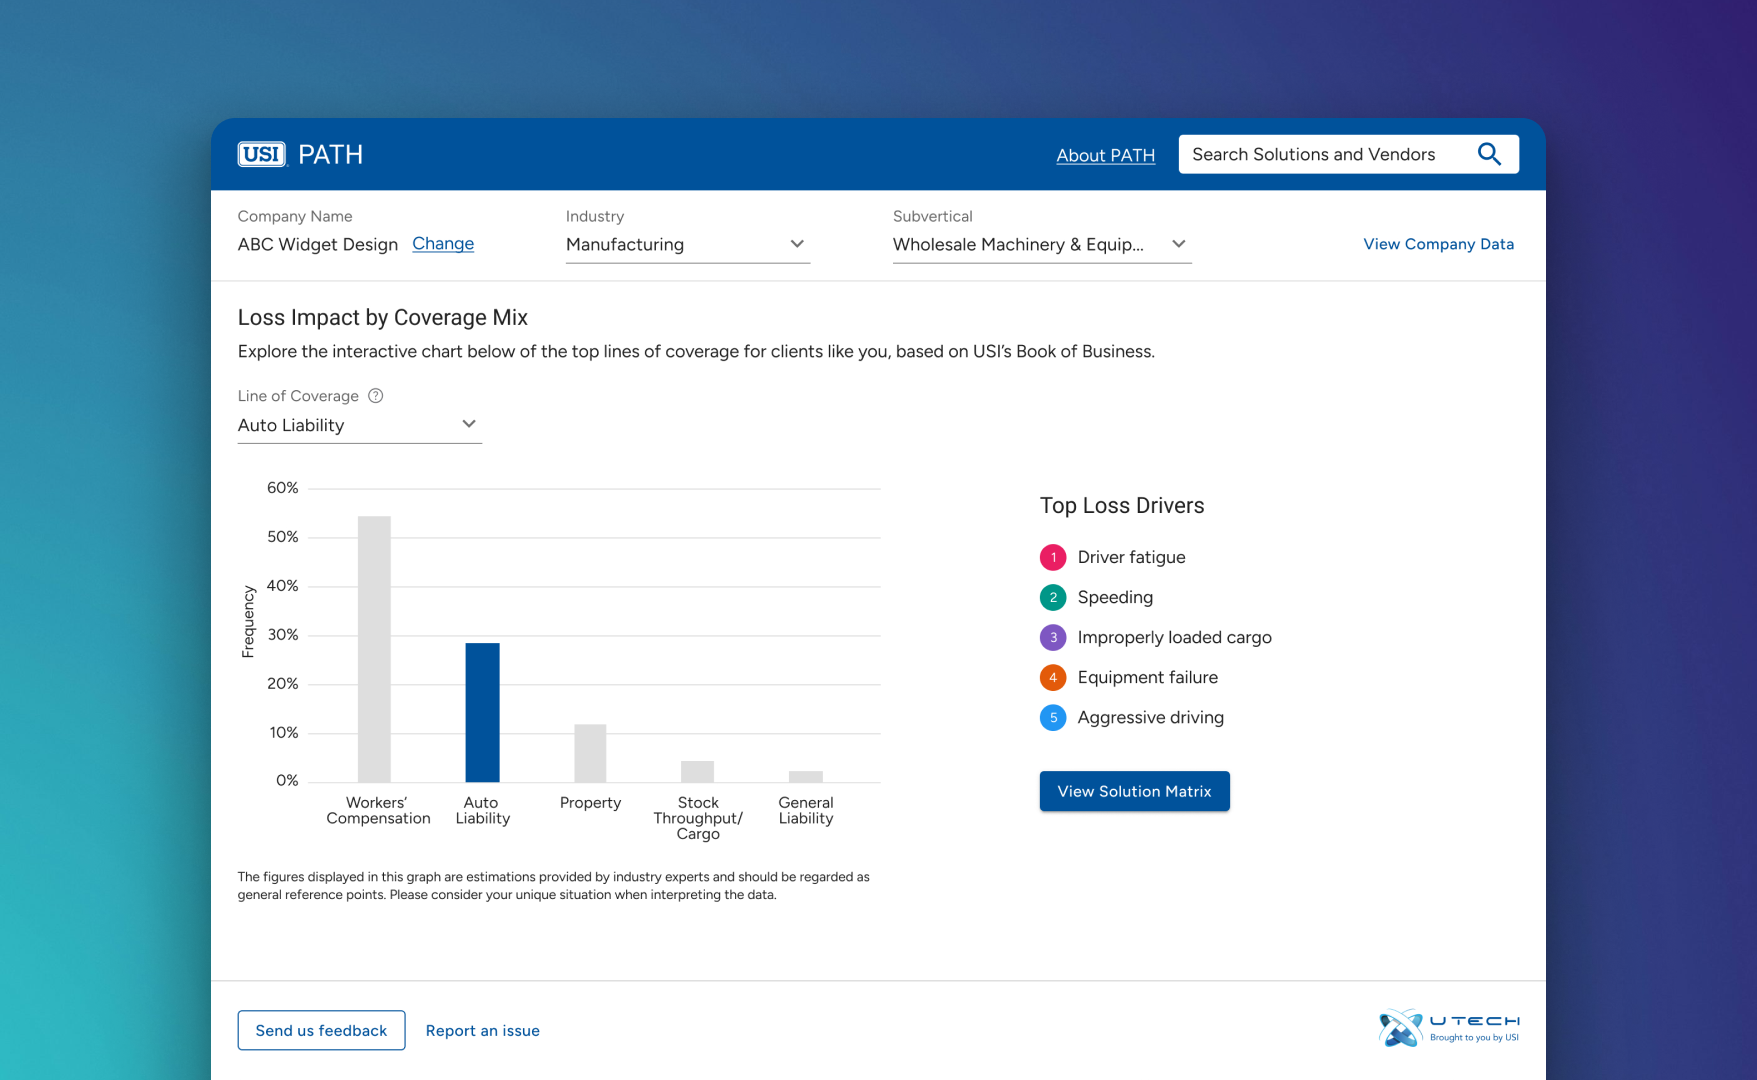 USI PATH
About PATH
Search Solutions and Vendors
Company Name
ABC Widget Design Change
Industry
Manufacturing
Subvertical
Wholesale Machinery & Equip...
View Company Data
Loss Impact by Coverage Mix
Explore the interactive chart below of the top lines of coverage for clients like you, based on USI’s Book of Business.
Line of Coverage ?
Auto Liability
Frequency
60%
50%
40%
30%
20%
10%
0%
Workers’
Compensation
Auto
Liability
Property
Stock
Throughput/
Cargo
General
Liability
The figures displayed in this graph are estimations provided by industry experts and should be regarded as
general reference points. Please consider your unique situation when interpreting the data.
Top Loss Drivers
1 Driver fatigue
2 Speeding
3 Improperly loaded cargo
4 Equipment failure
5 Aggressive driving
View Solution Matrix
Send us feedback
Report an issue
UTECH
Brought to you by USI